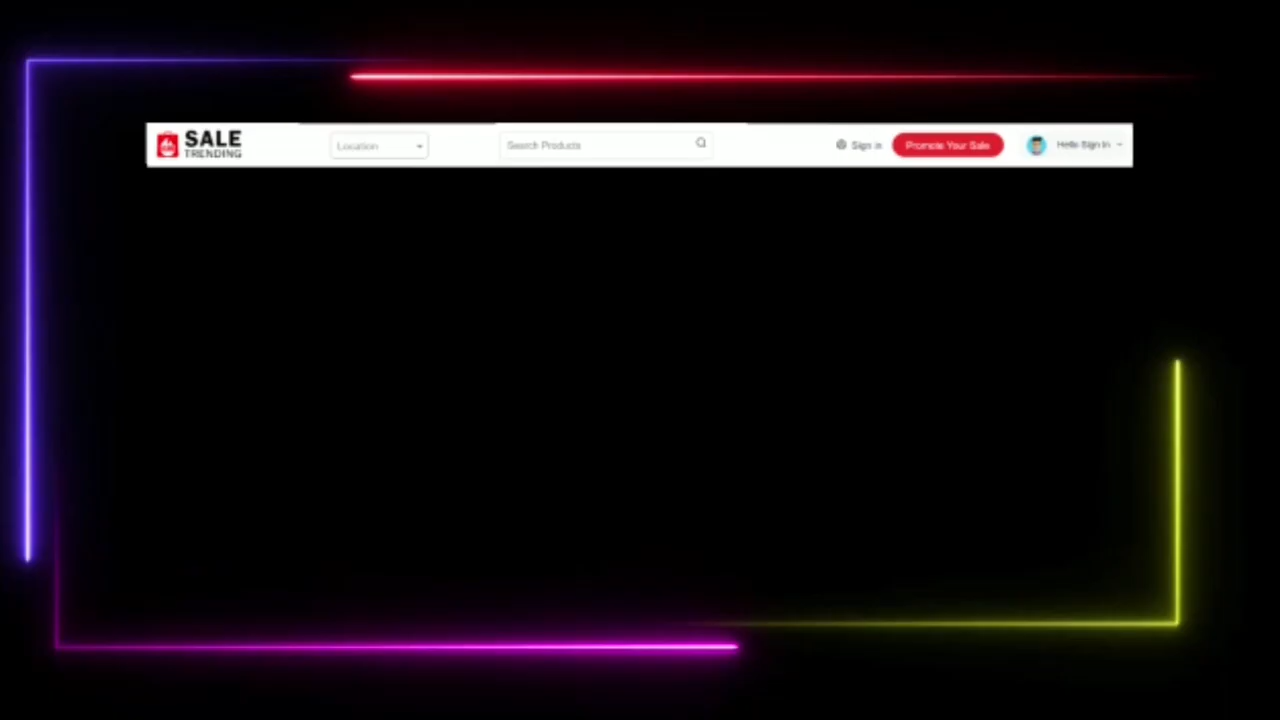 SALE
TRENDING
Location
Search Products
Sign in
Promote Your Sale
Hello Sign In